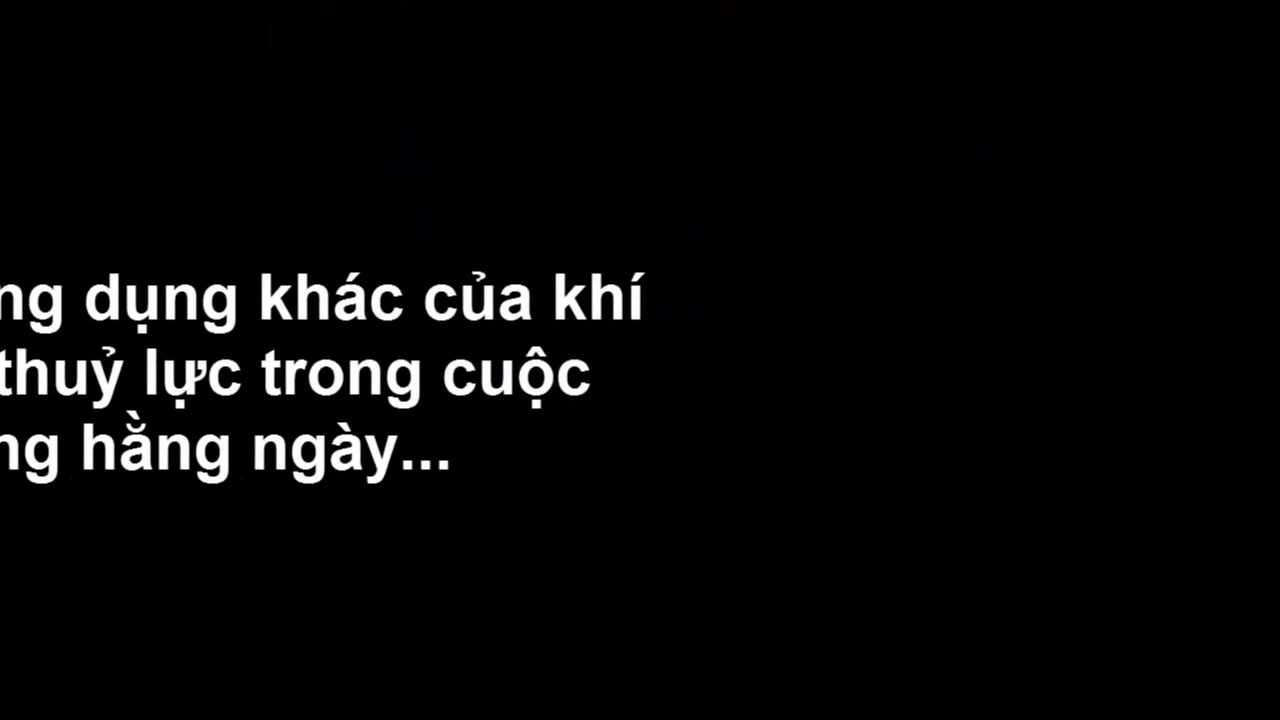 ng dụng khác của khí
thuỷ lực trong cuộc
ng hằng ngày...